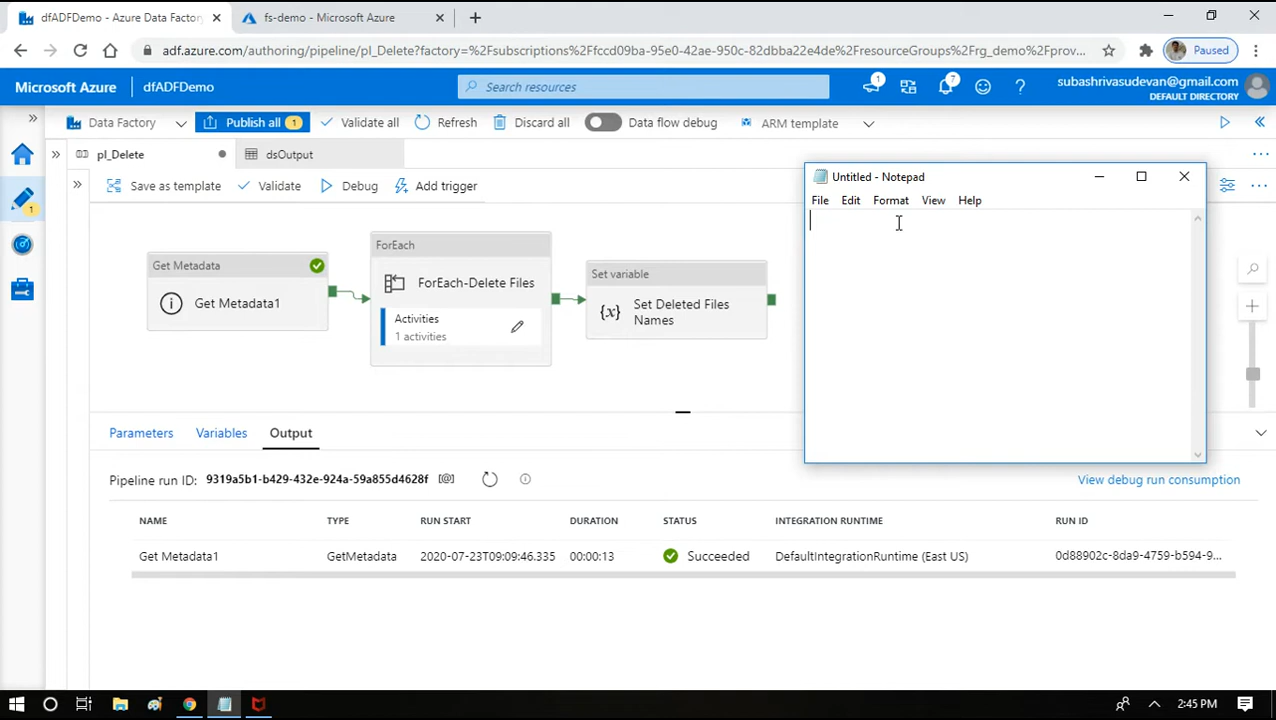 dfADFDemo - Azure Data Factory
fs-demo - Microsoft Azure
adf.azure.com/authoring/pipeline/pl_Delete?factory=%2Fsubscriptions%2Ffccd09ba-95e0-42ae-950c-82dbba22e4de%2FresourceGroups%2Frg_demo%2Fprov...
Paused
Microsoft Azure
dfADFDemo
Search resources
1
7
subashrivasudevan@gmail.com
DEFAULT DIRECTORY
Data Factory
Publish all
1
Validate all
Refresh
Discard all
Data flow debug
ARM template
pl_Delete
dsOutput
Save as template
Validate
Debug
Add trigger
1
Untitled - Notepad
File
Edit
Format
View
Help
Get Metadata
Get Metadata1
ForEach
ForEach-Delete Files
Activities
1 activities
Set variable
{x}
Set Deleted Files
Names
Parameters
Variables
Output
Pipeline run ID:
9319a5b1-b429-432e-924a-59a855d4628f
[@]
View debug run consumption
NAME
TYPE
RUN START
DURATION
STATUS
INTEGRATION RUNTIME
RUN ID
Get Metadata1
GetMetadata
2020-07-23T09:09:46.335
00:00:13
Succeeded
DefaultIntegrationRuntime (East US)
0d88902c-8da9-4759-b594-9...
2:45 PM